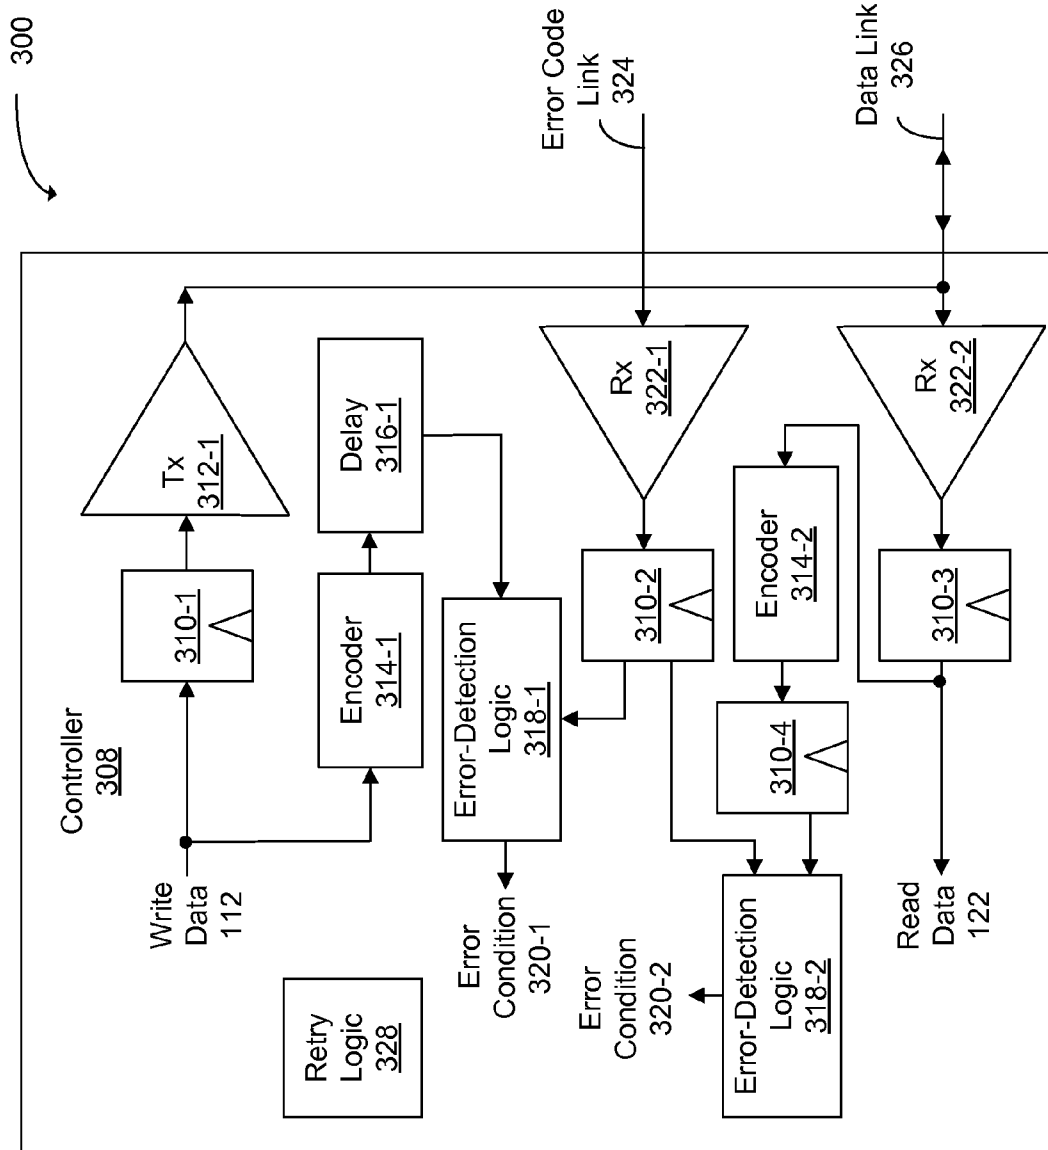 300
Controller
308
Write
Data
112
310-1
Tx
312-1
Encoder
314-1
Delay
316-1
Retry
Logic
328
Error
Condition
320-1
Error-Detection
Logic
318-1
Error Code
Link
324
Rx
322-1
310-2
Error
Condition
320-2
Error-Detection
Logic
318-2
310-4
Encoder
314-2
Read
Data
122
310-3
Rx
322-2
Data Link
326